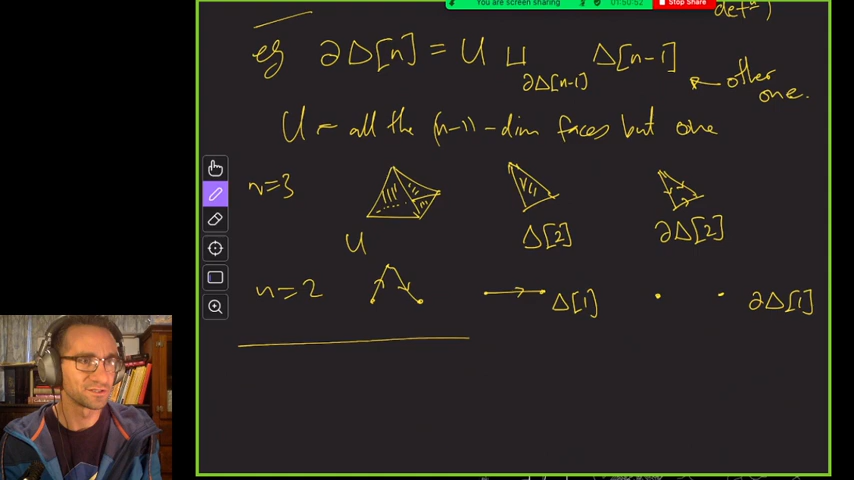 You are screen sharing 01:50:52 Stop Share
defⁿ)
eg ∂Δ[n] = U ⊔ Δ[n-1]
∂Δ[n-1]
← other one.
U = all the (n-1)-dim faces but one
n=3
U Δ[2] ∂Δ[2]
n=2 Δ[1] ∂Δ[1]